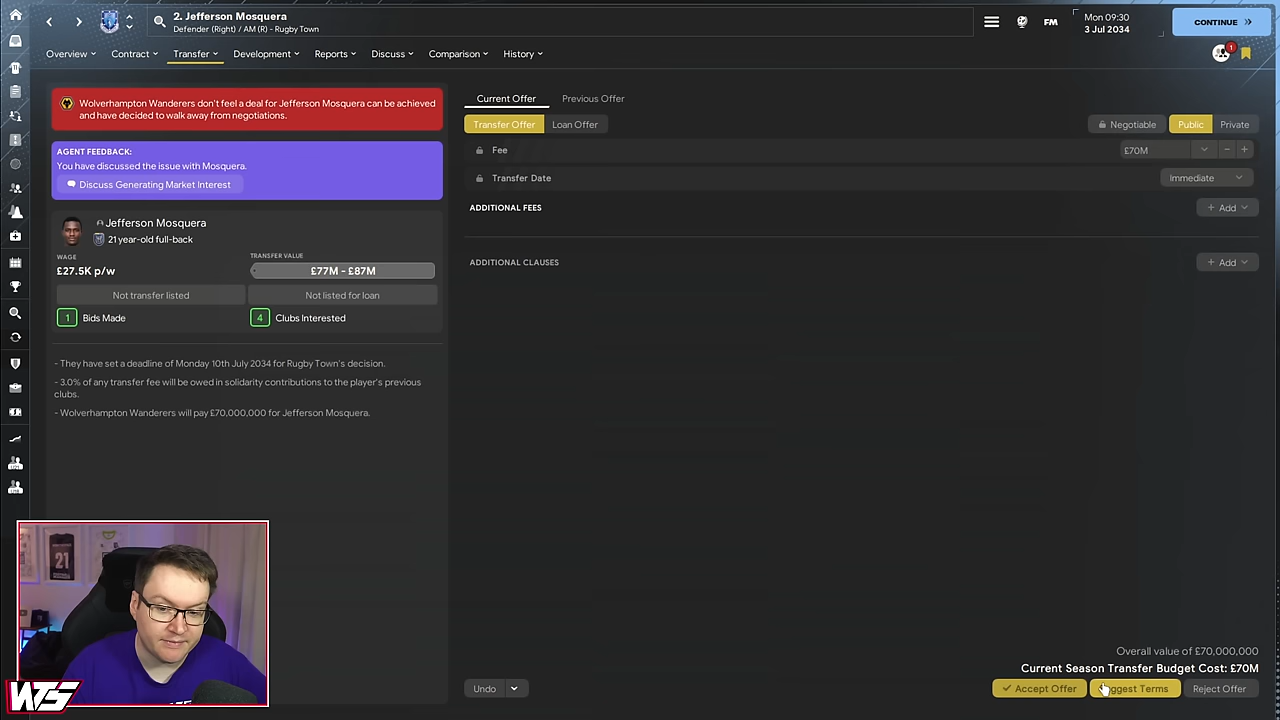 2. Jefferson Mosquera
Defender (Right) / AM (R) - Rugby Town
FM
Mon 09:30
3 Jul 2034
CONTINUE
Overview
Contract
Transfer
Development
Reports
Discuss
Comparison
History
1
Wolverhampton Wanderers don't feel a deal for Jefferson Mosquera can be achieved
and have decided to walk away from negotiations.
AGENT FEEDBACK:
You have discussed the issue with Mosquera.
Discuss Generating Market Interest
Jefferson Mosquera
21 year-old full-back
WAGE
£27.5K p/w
TRANSFER VALUE
£77M - £87M
Not transfer listed
Not listed for loan
1 Bids Made
4 Clubs Interested
- They have set a deadline of Monday 10th July 2034 for Rugby Town's decision.
- 3.0% of any transfer fee will be owed in solidarity contributions to the player's previous
clubs.
- Wolverhampton Wanderers will pay £70,000,000 for Jefferson Mosquera.
Current Offer
Previous Offer
Transfer Offer
Loan Offer
Negotiable
Public
Private
Fee
£70M
Transfer Date
Immediate
ADDITIONAL FEES
+ Add
ADDITIONAL CLAUSES
+ Add
Undo
Overall value of £70,000,000
Current Season Transfer Budget Cost: £70M
Accept Offer
Terms
Reject Offer
21
WTS